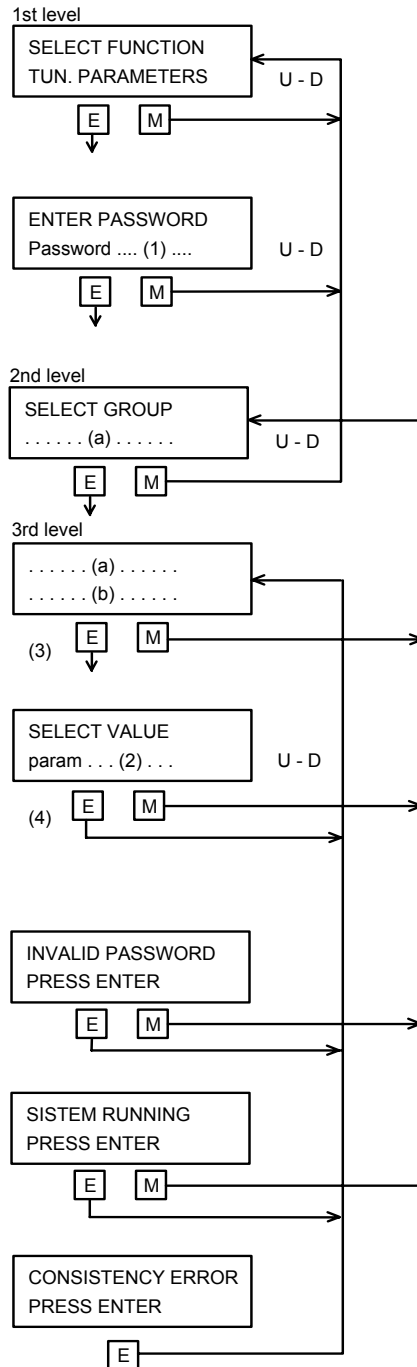 1st level
SELECT FUNCTION
TUN. PARAMETERS
U - D
E M
ENTER PASSWORD
Password .... (1) ....
U - D
E M
2nd level
SELECT GROUP
. . . . . . (a) . . . . . .
U - D
E M
3rd level
. . . . . . (a) . . . . . .
. . . . . . (b) . . . . . .
(3) E M
SELECT VALUE
param . . . (2) . . .
U - D
(4) E M
INVALID PASSWORD
PRESS ENTER
E M
SISTEM RUNNING
PRESS ENTER
E M
CONSISTENCY ERROR
PRESS ENTER
E